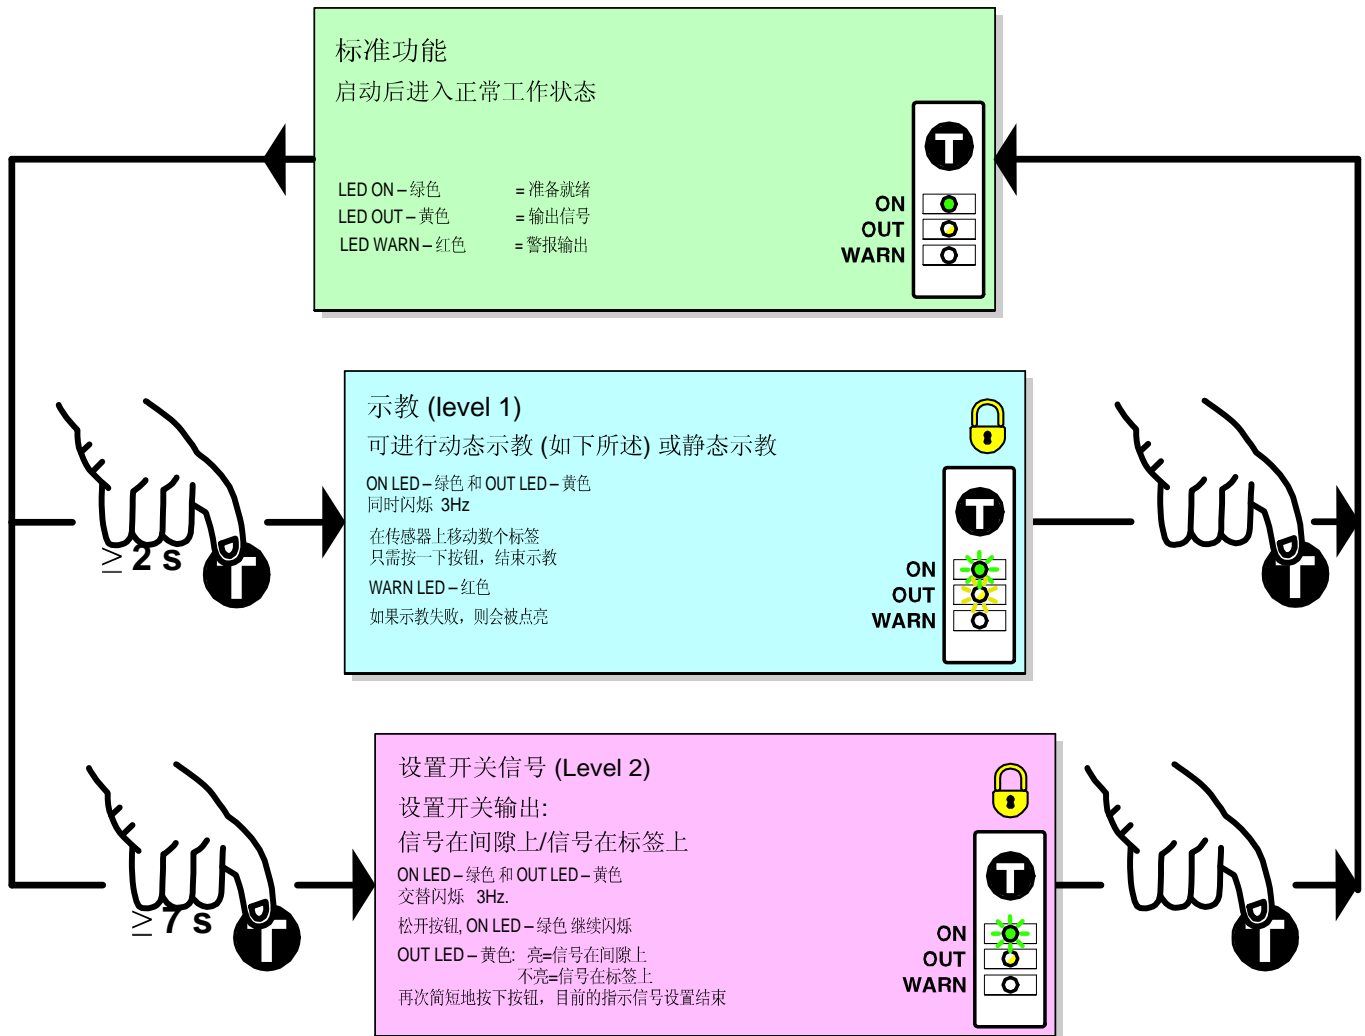 标准功能
启动后进入正常工作状态
T
LED ON – 绿色 = 准备就绪
LED OUT – 黄色 = 输出信号
LED WARN – 红色 = 警报输出
ON
OUT
WARN
示教 (level 1)
可进行动态示教 (如下所述) 或静态示教
ON LED – 绿色 和 OUT LED – 黄色
同时闪烁 3Hz
在传感器上移动数个标签
只需按一下按钮，结束示教
WARN LED – 红色
如果示教失败，则会被点亮
T
ON
OUT
WARN
≥ 2 s
T
T
设置开关信号 (Level 2)
设置开关输出:
信号在间隙上/信号在标签上
ON LED – 绿色 和 OUT LED – 黄色
交替闪烁 3Hz.
松开按钮, ON LED – 绿色 继续闪烁
OUT LED – 黄色: 亮=信号在间隙上
不亮=信号在标签上
再次简短地按下按钮，目前的指示信号设置结束
T
ON
OUT
WARN
≥ 7 s
T
T